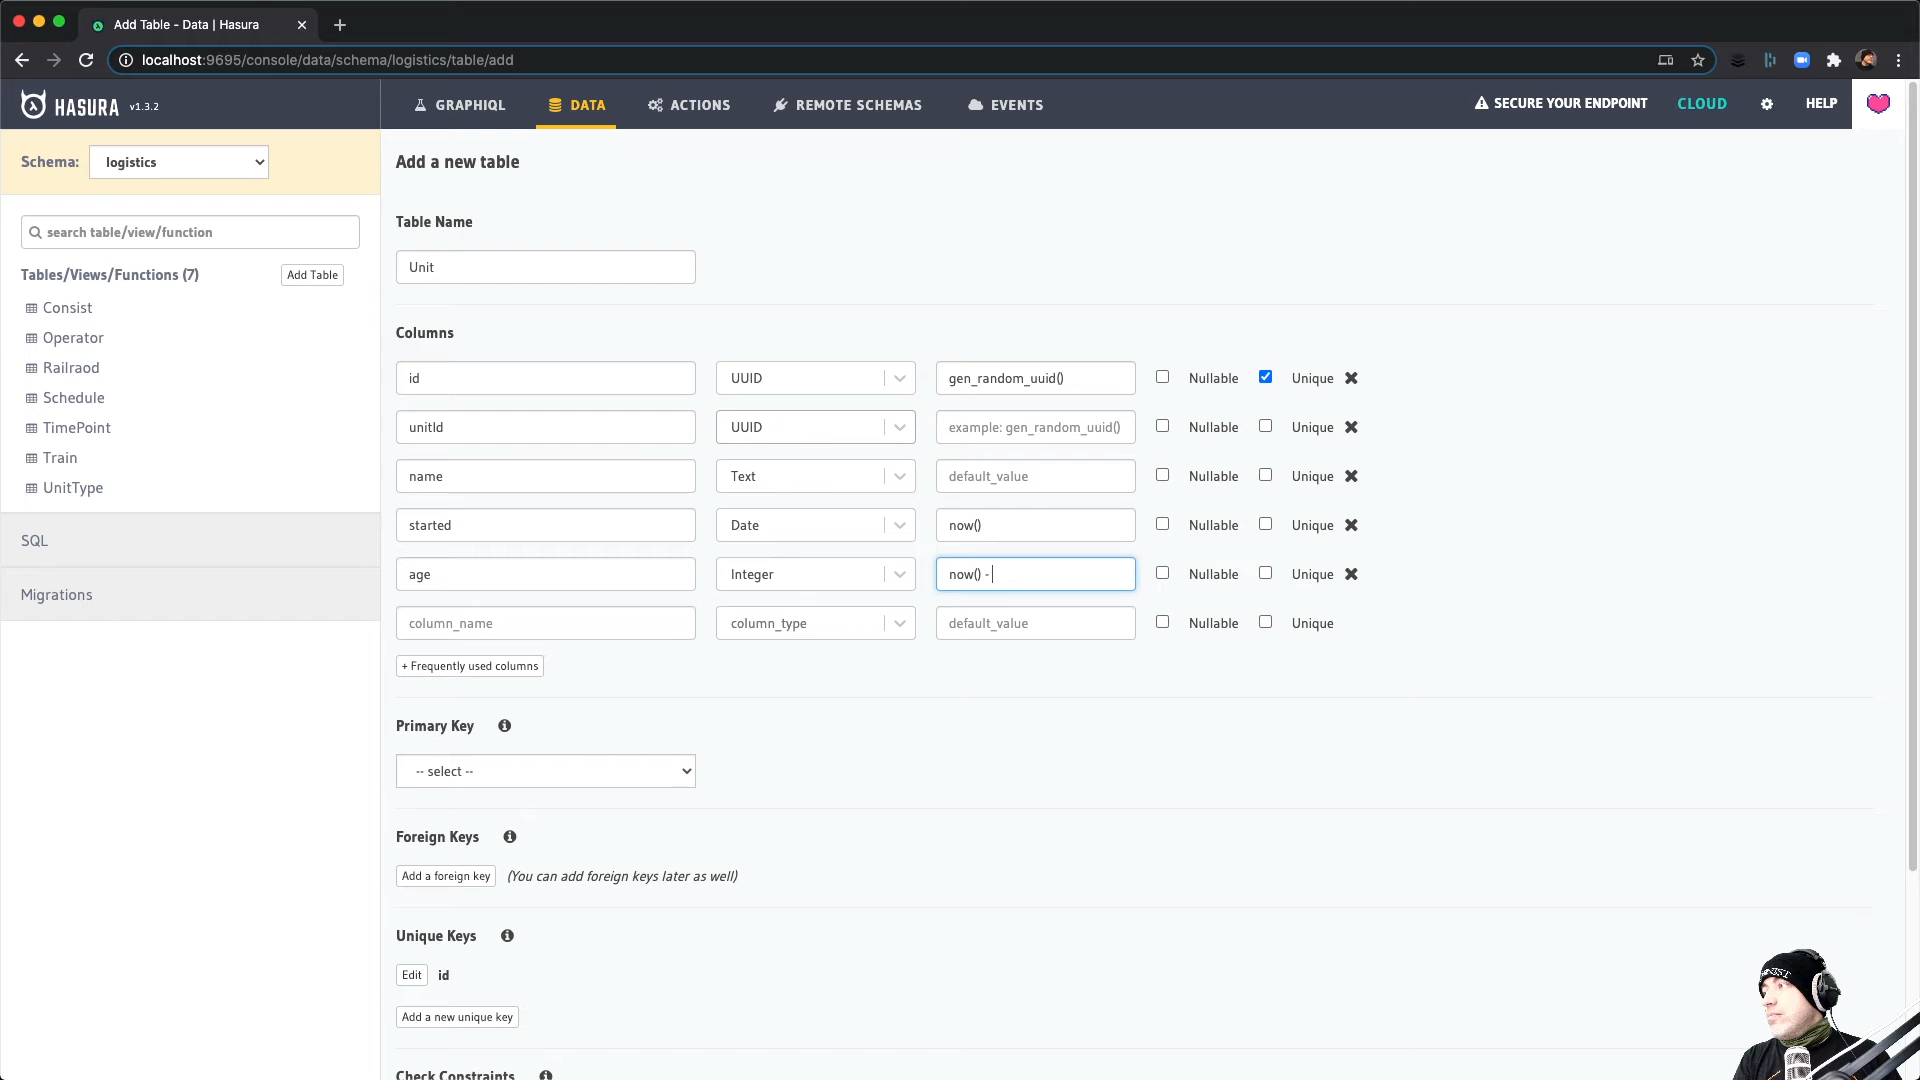 Add Table - Data | Hasura
localhost:9695/console/data/schema/logistics/table/add
HASURA v1.3.2
GRAPHIQL
DATA
ACTIONS
REMOTE SCHEMAS
EVENTS
SECURE YOUR ENDPOINT
CLOUD
HELP
Schema: logistics
search table/view/function
Tables/Views/Functions (7) Add Table
Consist
Operator
Railraod
Schedule
TimePoint
Train
UnitType
SQL
Migrations
Add a new table
Table Name
Unit
Columns
id UUID gen_random_uuid() Nullable Unique
unitId UUID example: gen_random_uuid() Nullable Unique
name Text default_value Nullable Unique
started Date now() Nullable Unique
age Integer now() - Nullable Unique
column_name column_type default_value Nullable Unique
+ Frequently used columns
Primary Key
-- select --
Foreign Keys
Add a foreign key (You can add foreign keys later as well)
Unique Keys
Edit id
Add a new unique key
Check Constraints